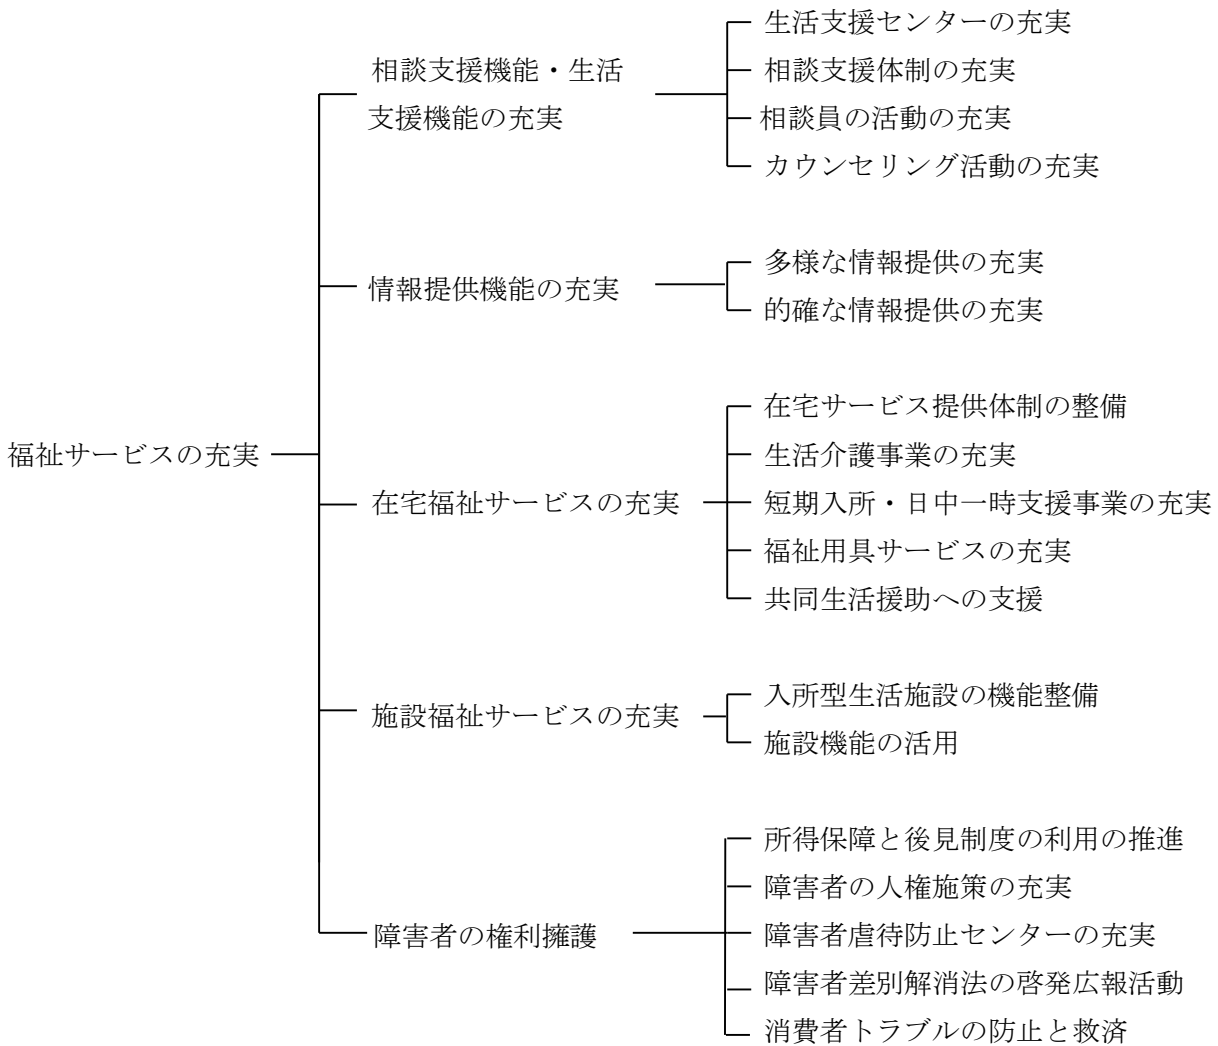 福祉サービスの充実
相談支援機能・生活
支援機能の充実
生活支援センターの充実
相談支援体制の充実
相談員の活動の充実
カウンセリング活動の充実
情報提供機能の充実
多様な情報提供の充実
的確な情報提供の充実
在宅福祉サービスの充実
在宅サービス提供体制の整備
生活介護事業の充実
短期入所・日中一時支援事業の充実
福祉用具サービスの充実
共同生活援助への支援
施設福祉サービスの充実
入所型生活施設の機能整備
施設機能の活用
障害者の権利擁護
所得保障と後見制度の利用の推進
障害者の人権施策の充実
障害者虐待防止センターの充実
障害者差別解消法の啓発広報活動
消費者トラブルの防止と救済